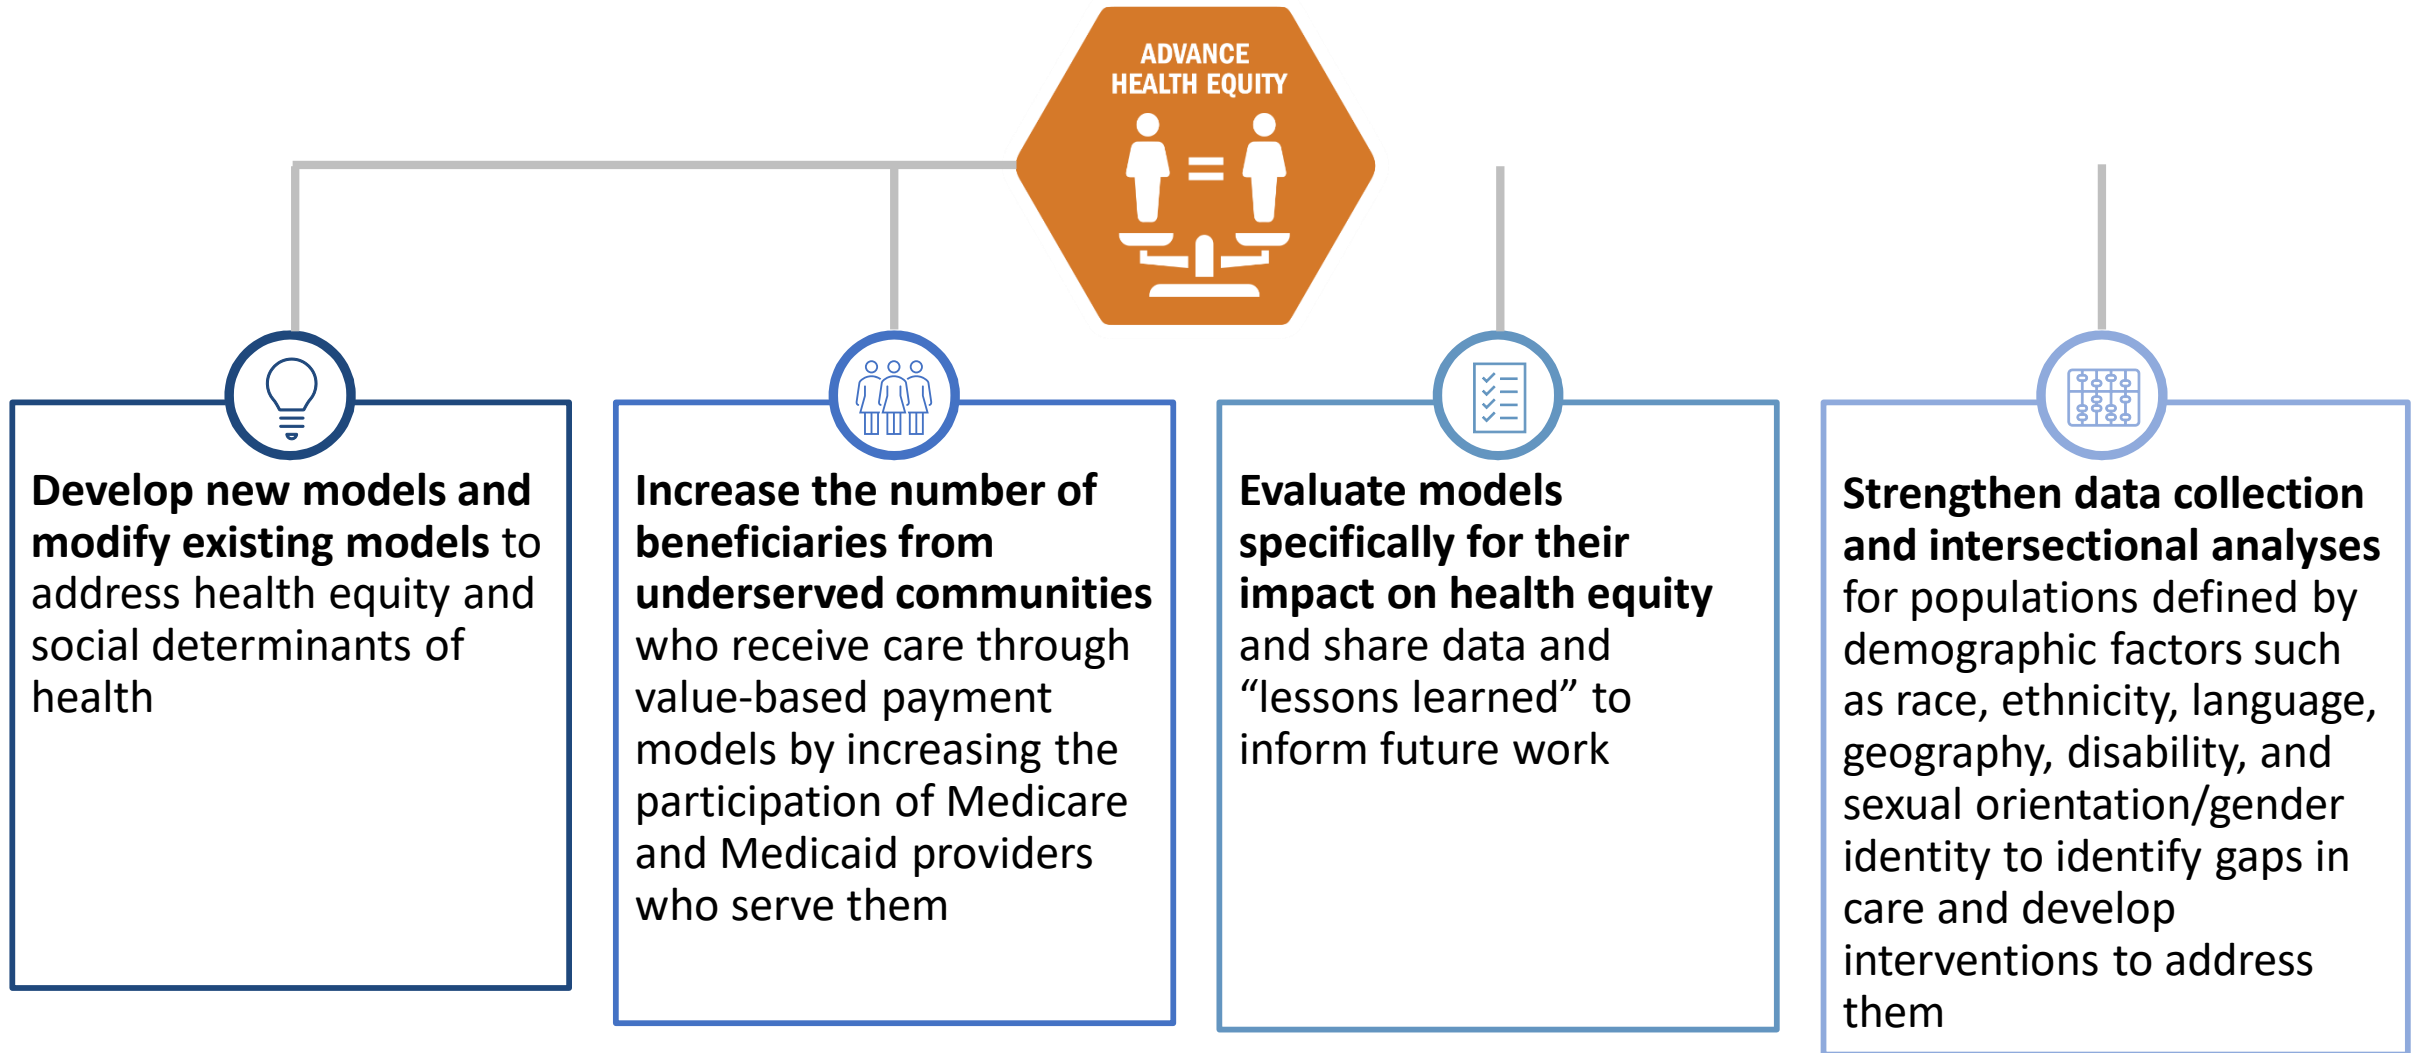 ADVANCE
HEALTH EQUITY
Develop new models and
modify existing models to
address health equity and
social determinants of
health
Increase the number of
beneficiaries from
underserved communities
who receive care through
value-based payment
models by increasing the
participation of Medicare
and Medicaid providers
who serve them
Evaluate models
specifically for their
impact on health equity
and share data and
“lessons learned” to
inform future work
Strengthen data collection
and intersectional analyses
for populations defined by
demographic factors such
as race, ethnicity, language,
geography, disability, and
sexual orientation/gender
identity to identify gaps in
care and develop
interventions to address
them